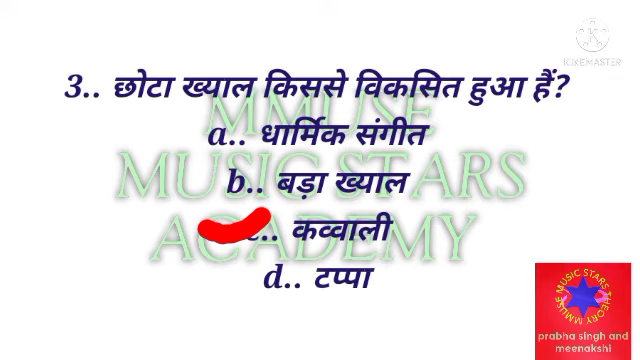 KINEMASTER
3.. छोटा ख्याल किससे विकसित हुआ हैं?
a.. धार्मिक संगीत
b.. बड़ा ख्याल
c.. कव्वाली
d.. टप्पा
MMUSE
MUSIC STARS
ACADEMY
MMUSE MUSIC STARS THEORY
prabha singh and
meenakshi